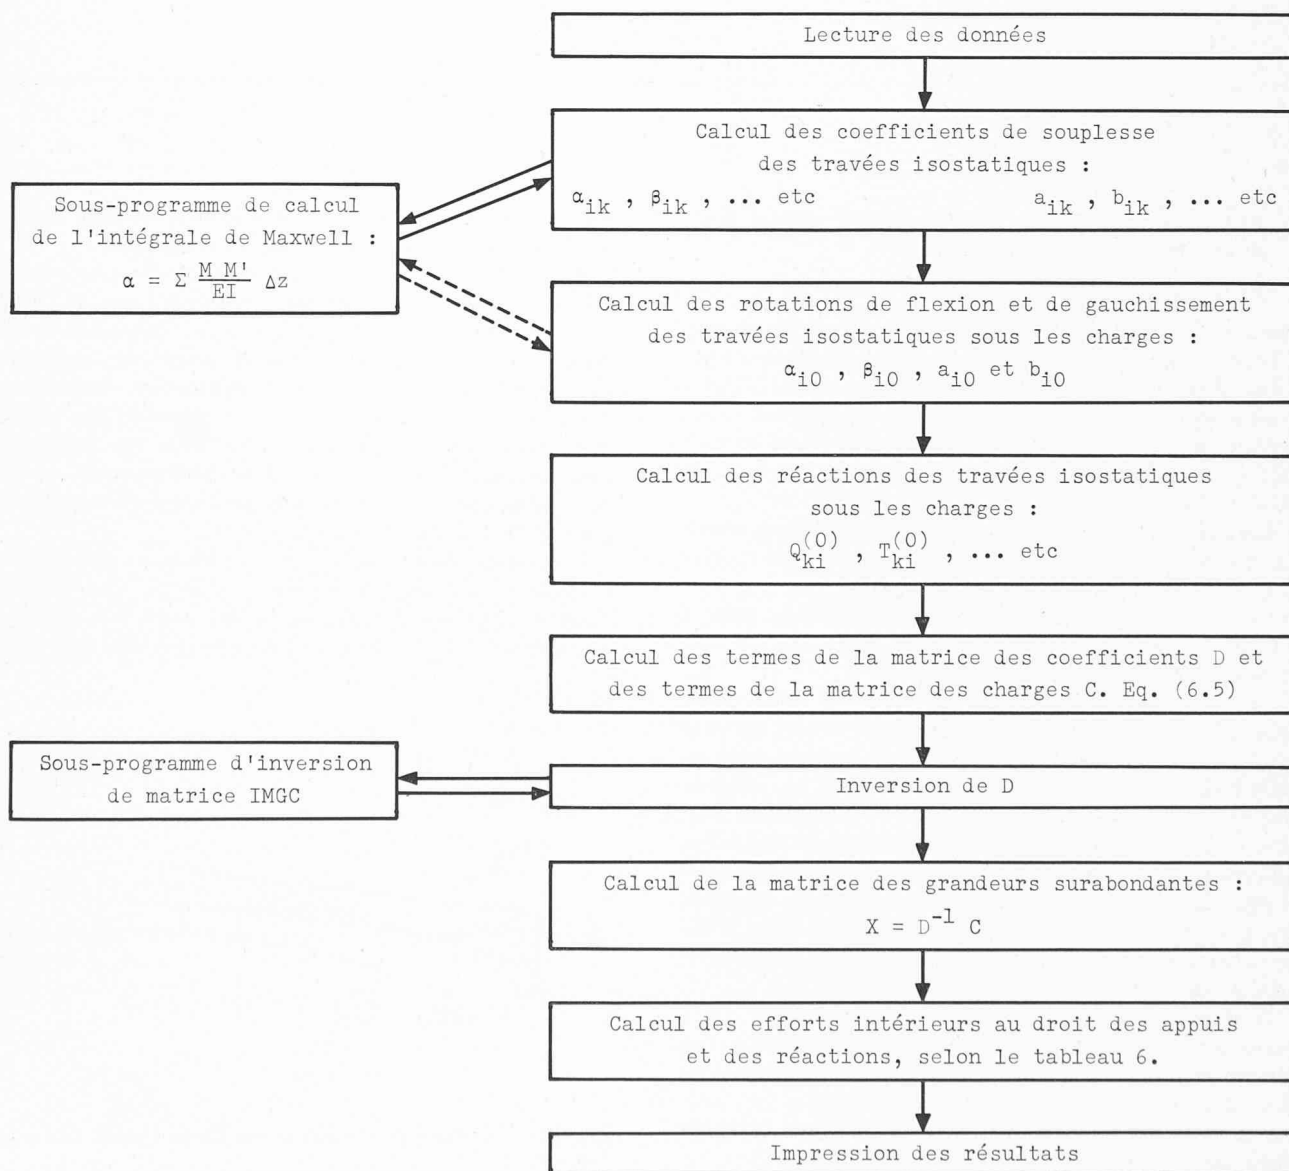 Lecture des données
Calcul des coefficients de souplesse
des travées isostatiques :
α_ik , β_ik , ... etc a_ik , b_ik , ... etc
Sous-programme de calcul
de l'intégrale de Maxwell :
α = Σ M M'/EI Δz
Calcul des rotations de flexion et de gauchissement
des travées isostatiques sous les charges :
α_i0 , β_i0 , a_i0 et b_i0
Calcul des réactions des travées isostatiques
sous les charges :
Q_ki^(0) , T_ki^(0) , ... etc
Calcul des termes de la matrice des coefficients D et
des termes de la matrice des charges C. Eq. (6.5)
Sous-programme d'inversion
de matrice IMGC
Inversion de D
Calcul de la matrice des grandeurs surabondantes :
X = D^-1 C
Calcul des efforts intérieurs au droit des appuis
et des réactions, selon le tableau 6.
Impression des résultats